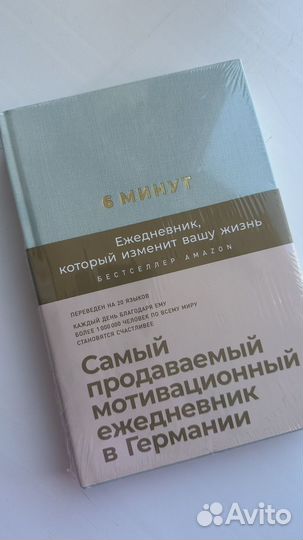 6 МИНУТ
Ежедневник,
который изменит вашу жизнь
БЕСТСЕЛЛЕР AMAZON
ПЕРЕВЕДЕН НА 20 ЯЗЫКОВ
КАЖДЫЙ ДЕНЬ БЛАГОДАРЯ ЕМУ
БОЛЕЕ 1 000 000 ЧЕЛОВЕК ПО ВСЕМУ МИРУ
СТАНОВЯТСЯ СЧАСТЛИВЕЕ
Самый
продаваемый
мотивационный
ежедневник
в Германии
Avito